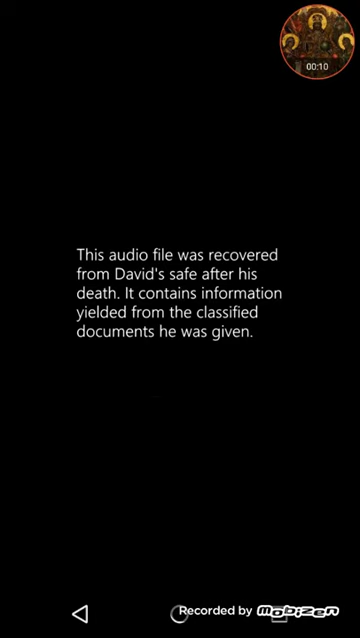 00:10
This audio file was recovered
from David's safe after his
death. It contains information
yielded from the classified
documents he was given.
Recorded by mobizen